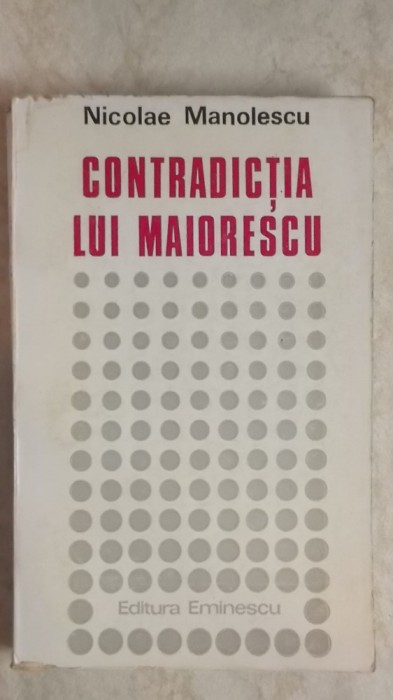 Nicolae Manolescu
CONTRADICȚIA
LUI MAIORESCU
Editura Eminescu